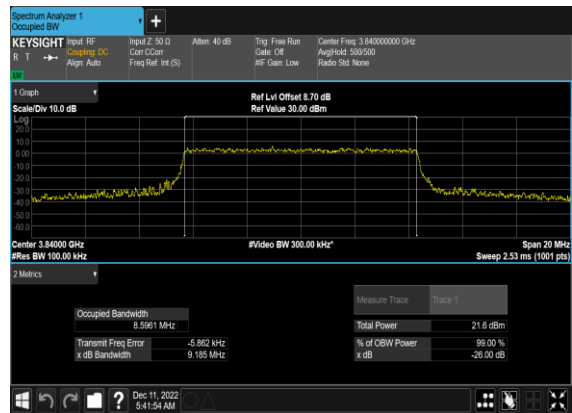 Spectrum Analyzer 1
Occupied BW
+
KEYSIGHT
R T
LW
Input: RF
Coupling: DC
Align: Auto
Input Z: 50 Ω
Corr CCorr
Freq Ref: Int (S)
Atten: 40 dB
Trig: Free Run
Gate: Off
#IF Gain: Low
Center Freq: 3.840000000 GHz
Avg|Hold: 500/500
Radio Std: None
1 Graph
Scale/Div 10.0 dB
Ref Lvl Offset 8.70 dB
Ref Value 30.00 dBm
Log
20.0
10.0
0.00
-10.0
-20.0
-30.0
-40.0
-50.0
-60.0
Center 3.84000 GHz
#Res BW 100.00 kHz
#Video BW 300.00 kHz*
Span 20 MHz
Sweep 2.53 ms (1001 pts)
2 Metrics
Measure Trace Trace 1
Occupied Bandwidth
8.5961 MHz
Total Power 21.6 dBm
Transmit Freq Error -5.862 kHz
% of OBW Power 99.00 %
x dB Bandwidth 9.185 MHz
x dB -26.00 dB
?
Dec 11, 2022
5:41:54 AM